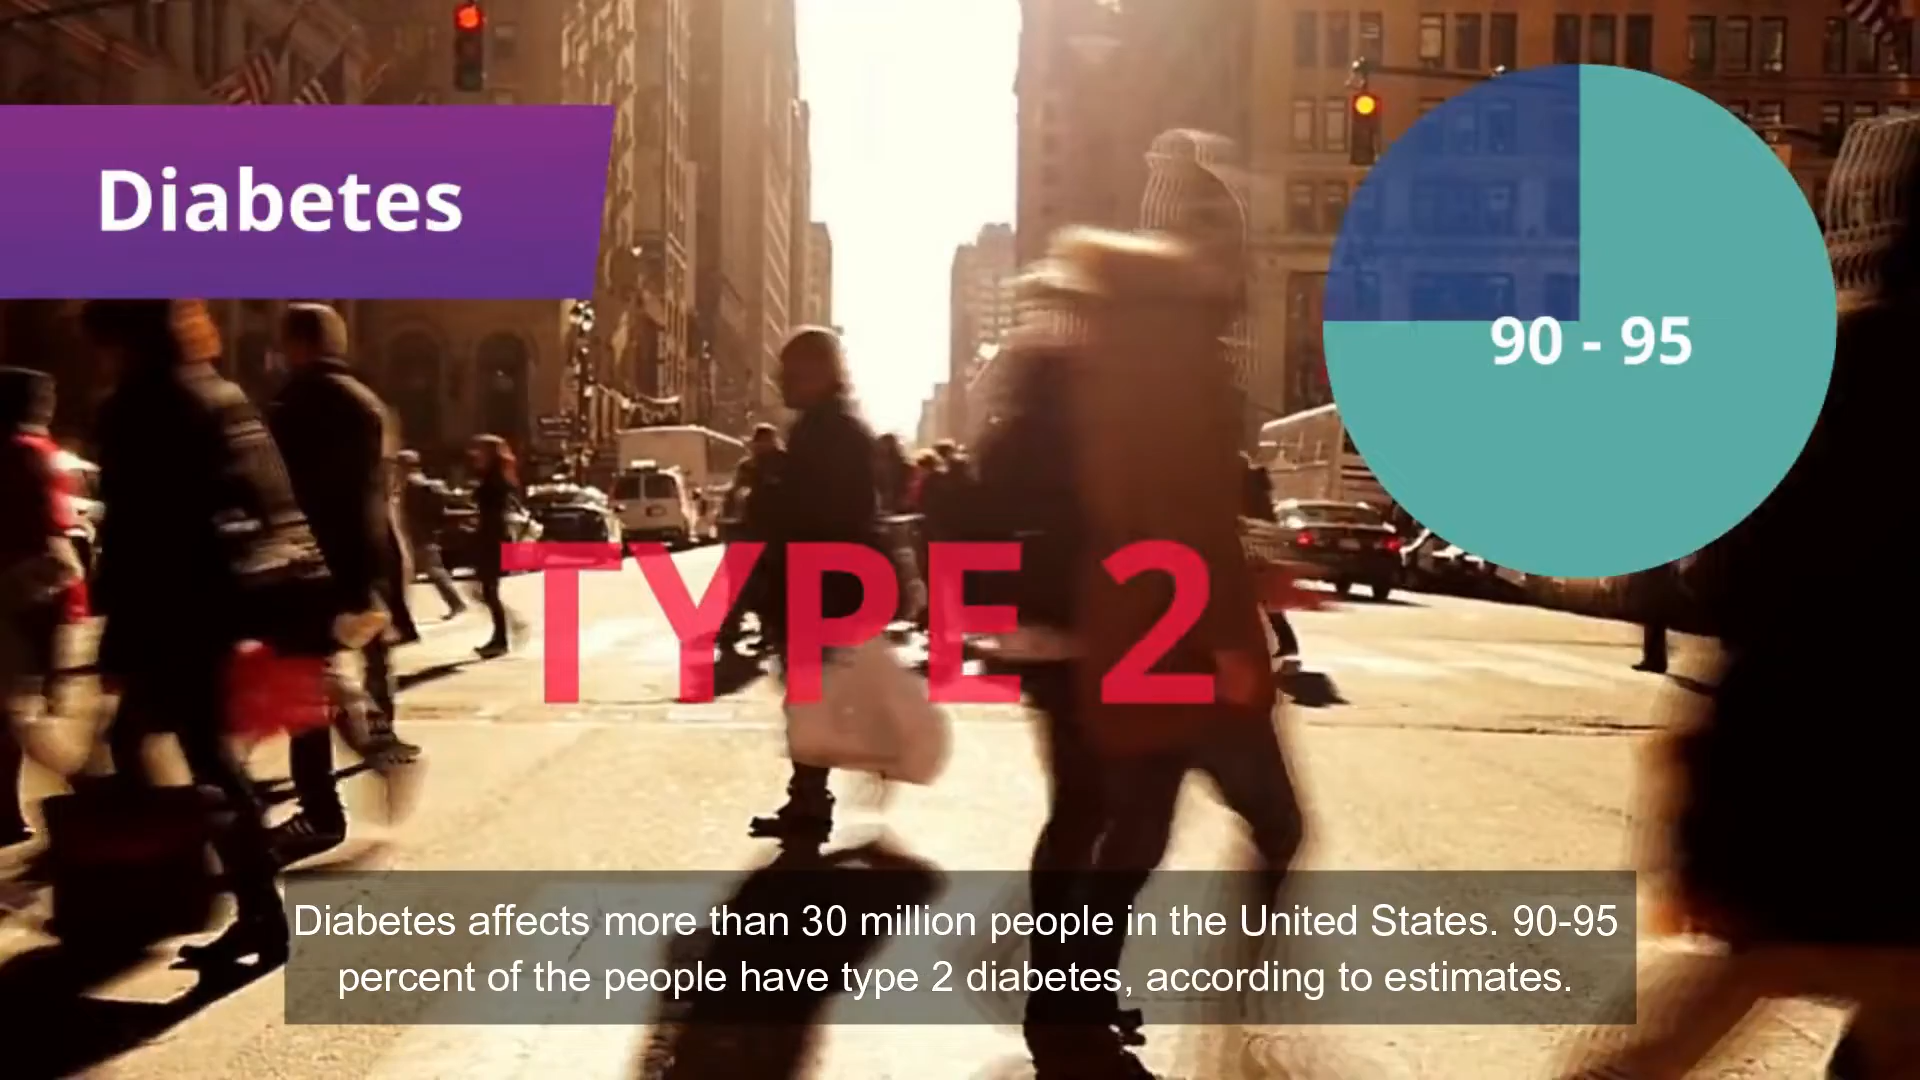 Diabetes
90 - 95
TYPE 2
Diabetes affects more than 30 million people in the United States. 90-95
percent of the people have type 2 diabetes, according to estimates.